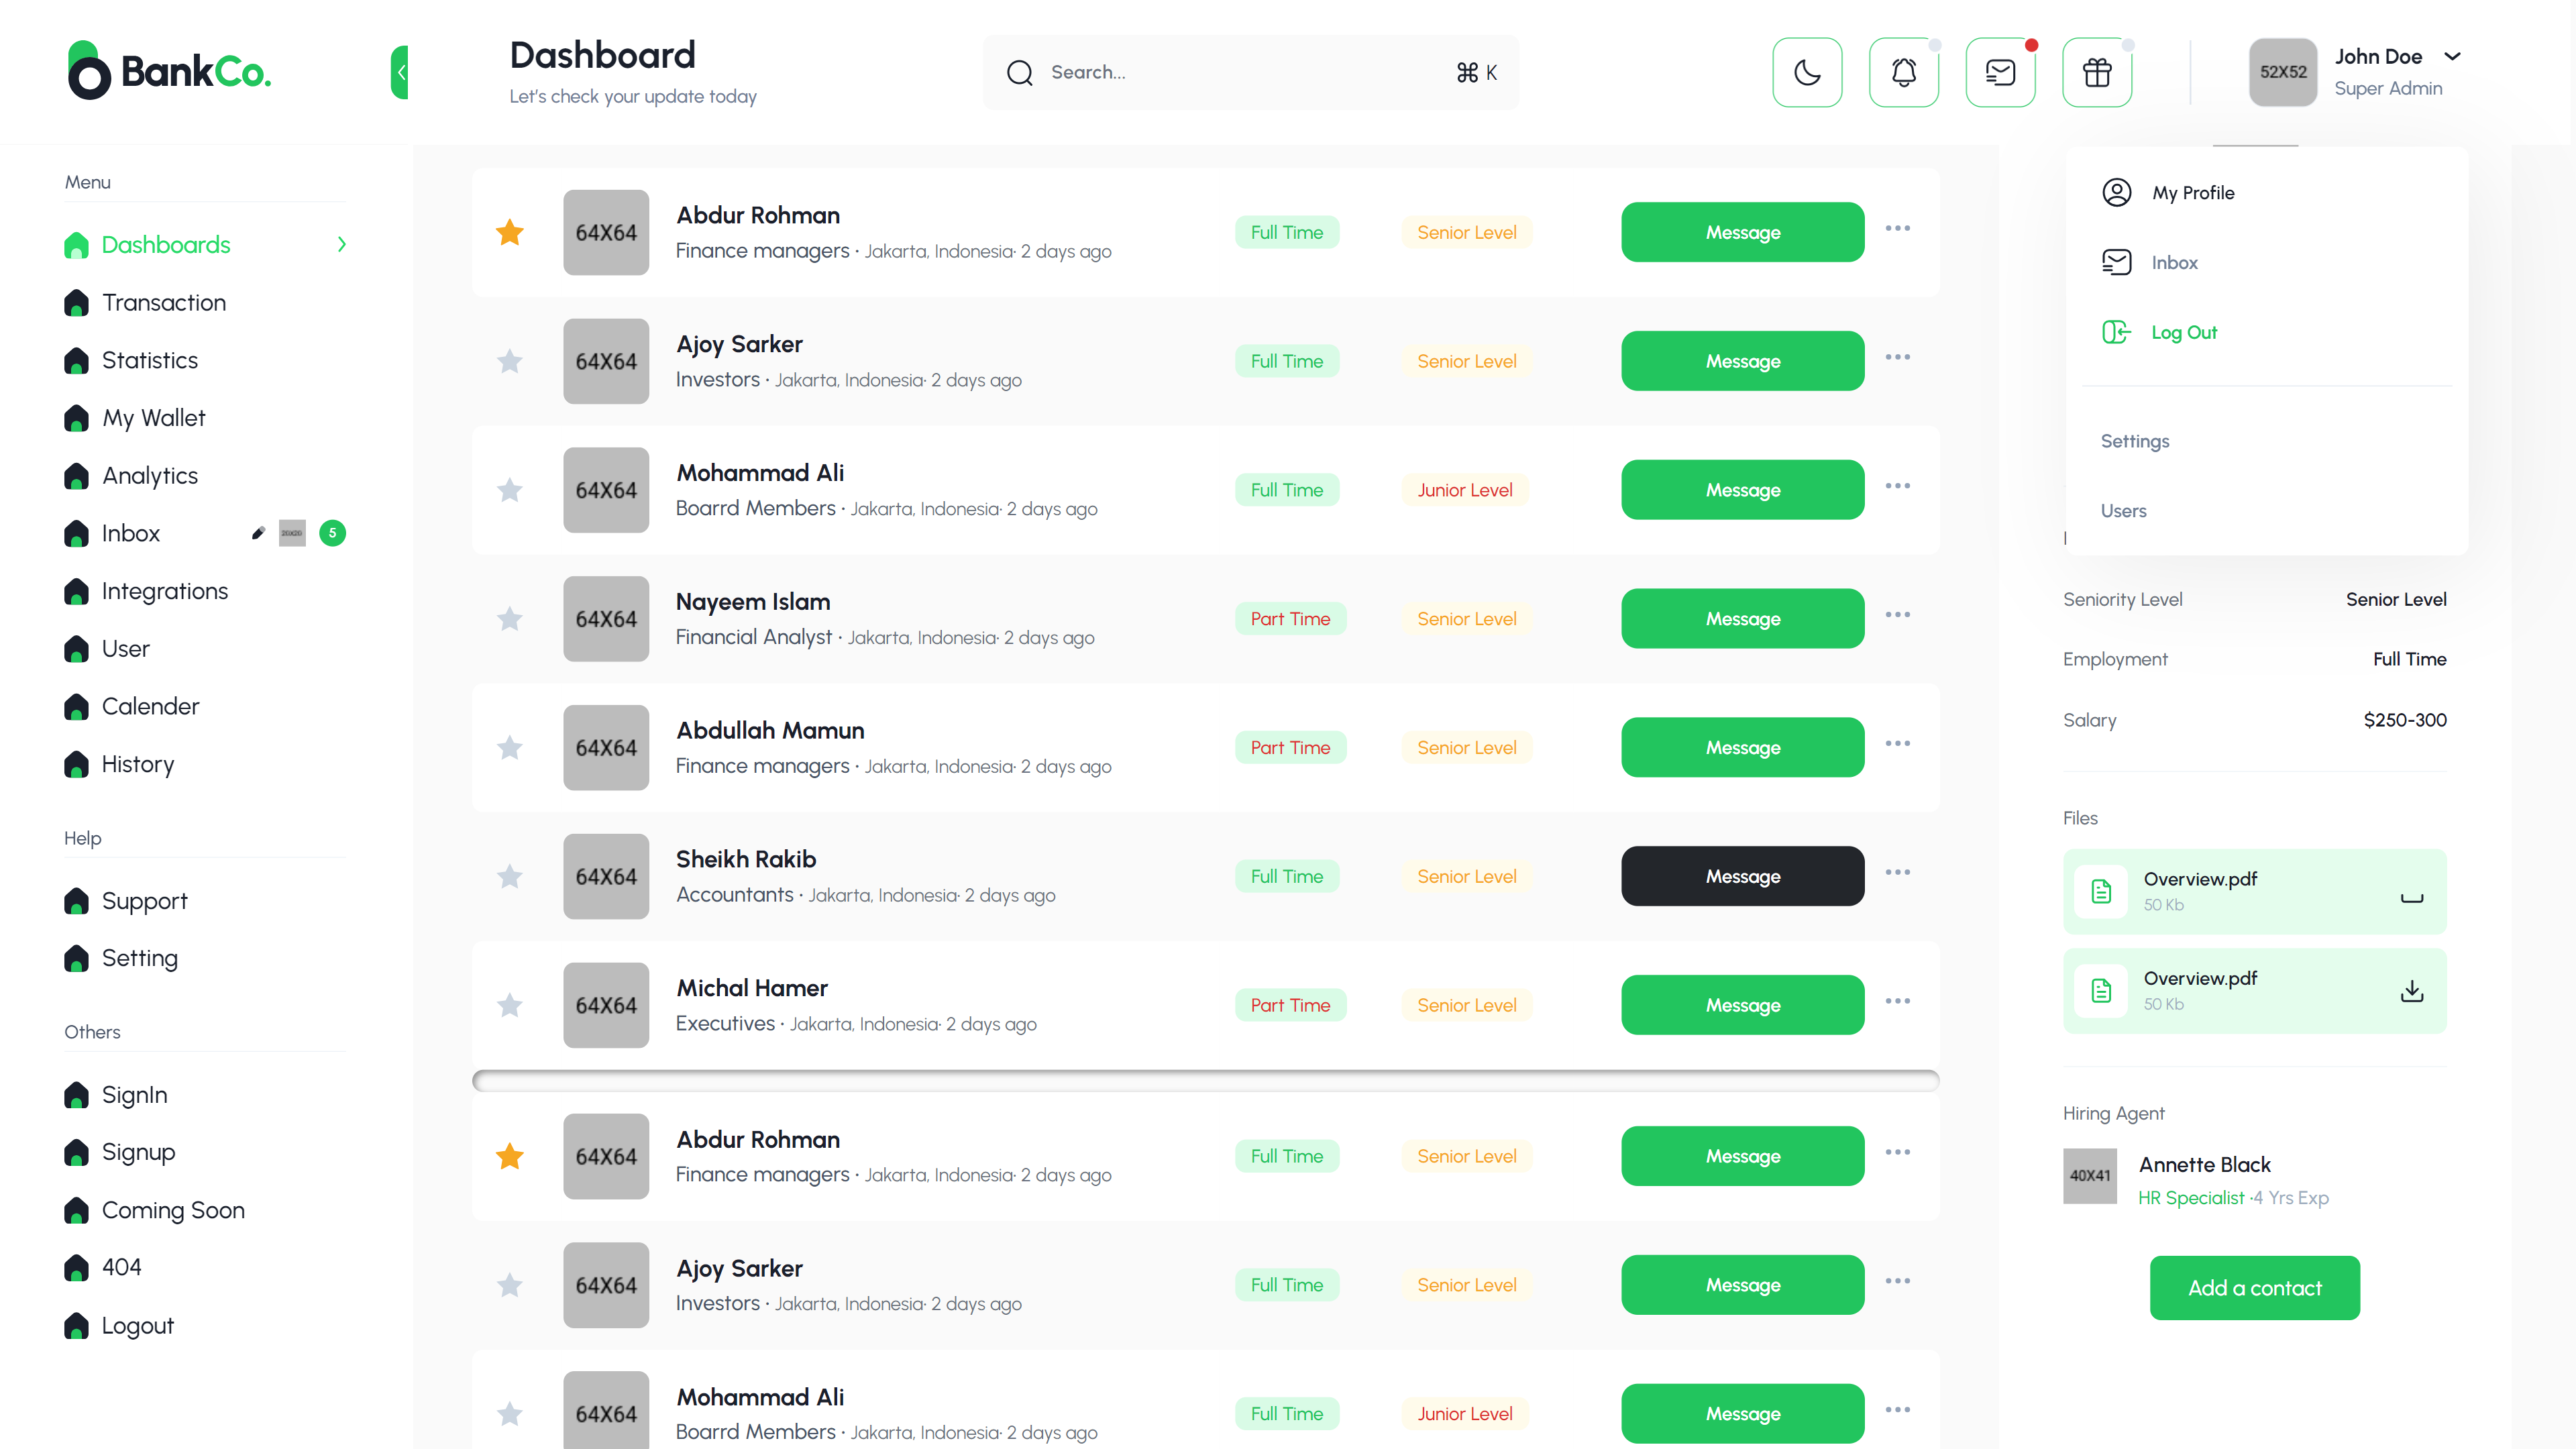 BankCo.
Dashboard
Let's check your update today
Search...
⌘ K
52X52
John Doe
Super Admin
Menu
Dashboards
Transaction
Statistics
My Wallet
Analytics
Inbox
5
Integrations
User
Calender
History
Help
Support
Setting
Others
SignIn
Signup
Coming Soon
404
Logout
64X64
Abdur Rohman
Finance managers · Jakarta, Indonesia· 2 days ago
Full Time
Senior Level
Message
64X64
Ajoy Sarker
Investors · Jakarta, Indonesia· 2 days ago
Full Time
Senior Level
Message
64X64
Mohammad Ali
Boarrd Members · Jakarta, Indonesia· 2 days ago
Full Time
Junior Level
Message
64X64
Nayeem Islam
Financial Analyst · Jakarta, Indonesia· 2 days ago
Part Time
Senior Level
Message
64X64
Abdullah Mamun
Finance managers · Jakarta, Indonesia· 2 days ago
Part Time
Senior Level
Message
64X64
Sheikh Rakib
Accountants · Jakarta, Indonesia· 2 days ago
Full Time
Senior Level
Message
64X64
Michal Hamer
Executives · Jakarta, Indonesia· 2 days ago
Part Time
Senior Level
Message
64X64
Abdur Rohman
Finance managers · Jakarta, Indonesia· 2 days ago
Full Time
Senior Level
Message
64X64
Ajoy Sarker
Investors · Jakarta, Indonesia· 2 days ago
Full Time
Senior Level
Message
64X64
Mohammad Ali
Boarrd Members · Jakarta, Indonesia· 2 days ago
Full Time
Junior Level
Message
My Profile
Inbox
Log Out
Settings
Users
Seniority Level
Senior Level
Employment
Full Time
Salary
$250-300
Files
Overview.pdf
50 Kb
Overview.pdf
50 Kb
Hiring Agent
40X41
Annette Black
HR Specialist ·4 Yrs Exp
Add a contact